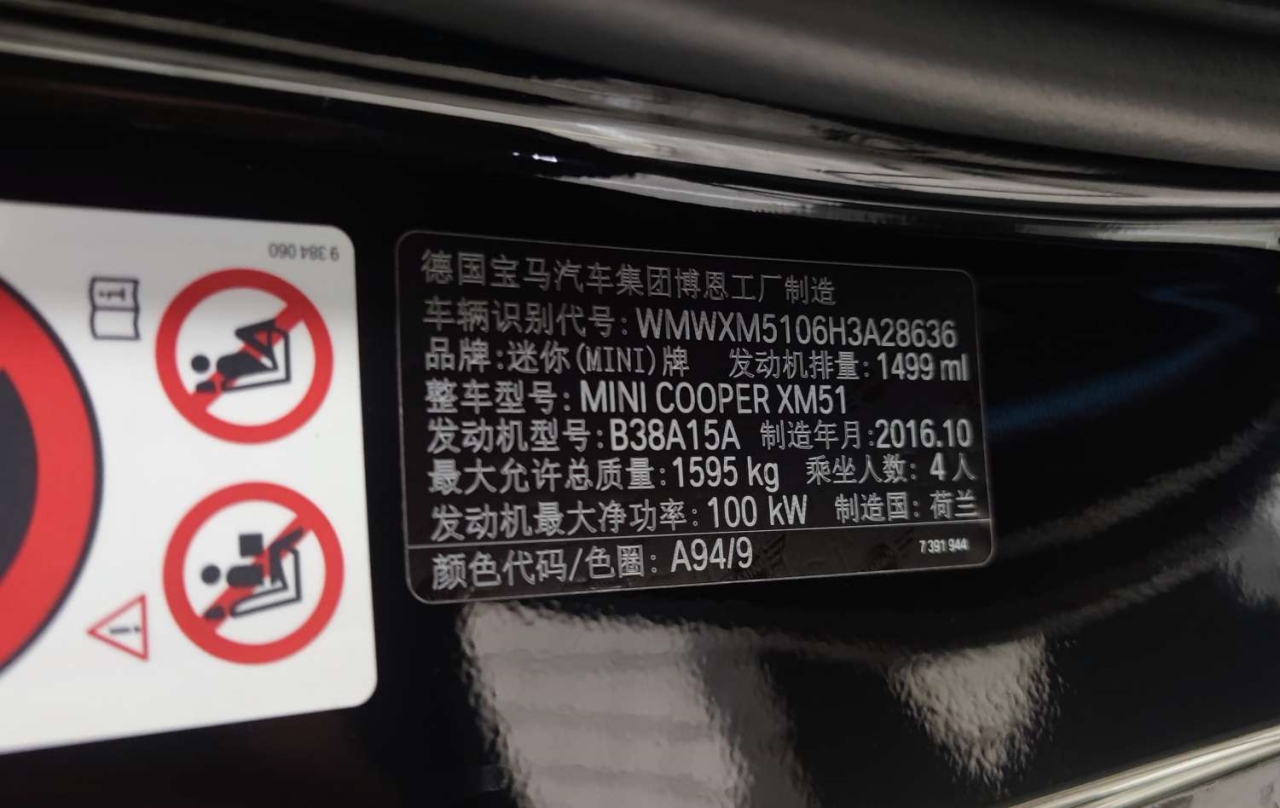 9 384 060
德国宝马汽车集团博恩工厂制造
车辆识别代号：WMWXM5106H3A28636
品牌：迷你(MINI)牌 发动机排量：1499 ml
整车型号：MINI COOPER XM51
发动机型号：B38A15A 制造年月：2016.10
最大允许总质量：1595 kg 乘坐人数：4 人
发动机最大净功率：100 kW 制造国：荷兰
颜色代码/色圈：A94/9 7 391 944